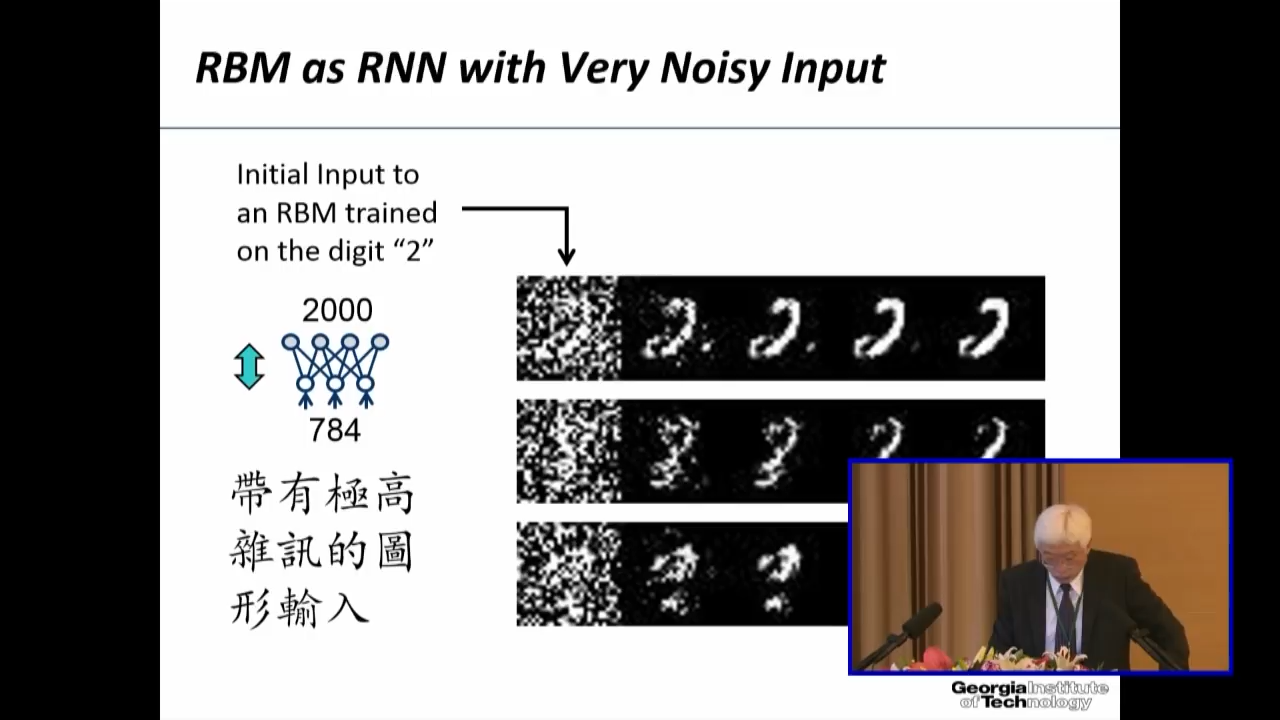 RBM as RNN with Very Noisy Input
Initial Input to
an RBM trained
on the digit “2”
2000
784
帶有極高
雜訊的圖
形輸入
Georgia Institute
of Technology